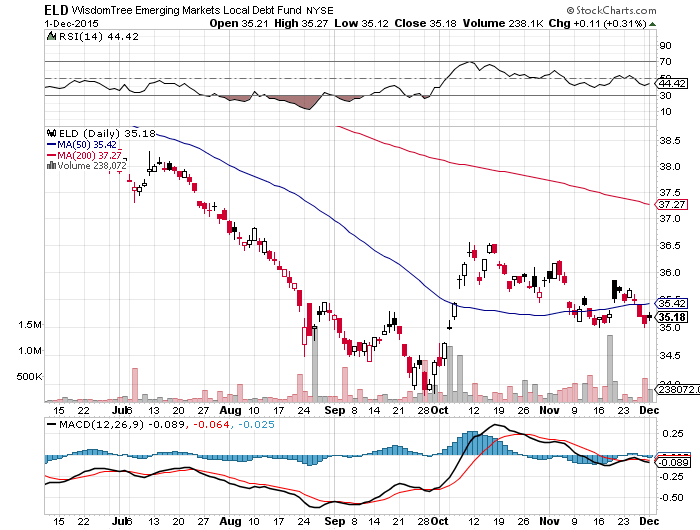 ELD WisdomTree Emerging Markets Local Debt Fund NYSE © StockCharts.com
1-Dec-2015 Open 35.21 High 35.27 Low 35.12 Close 35.18 Volume 238.1K Chg +0.11 (+0.31%)
RSI(14) 44.42
90
70
50
44.42
30
10
ELD (Daily) 35.18
MA(50) 35.42
MA(200) 37.27
Volume 238,072
38.5
38.0
37.5
37.27
37.0
36.5
36.0
35.5
35.42
35.18
35.0
34.5
1.5M
1.0M
500K
238072.0
15 22 Jul 6 13 20 27 Aug 10 17 24 Sep 8 14 21 28 Oct 12 19 26 Nov 9 16 23 Dec
MACD(12,26,9) -0.089, -0.064, -0.025
0.25
-0.089
-0.25
-0.50
15 22 Jul 6 13 20 27 Aug 10 17 24 Sep 8 14 21 28 Oct 12 19 26 Nov 9 16 23 Dec